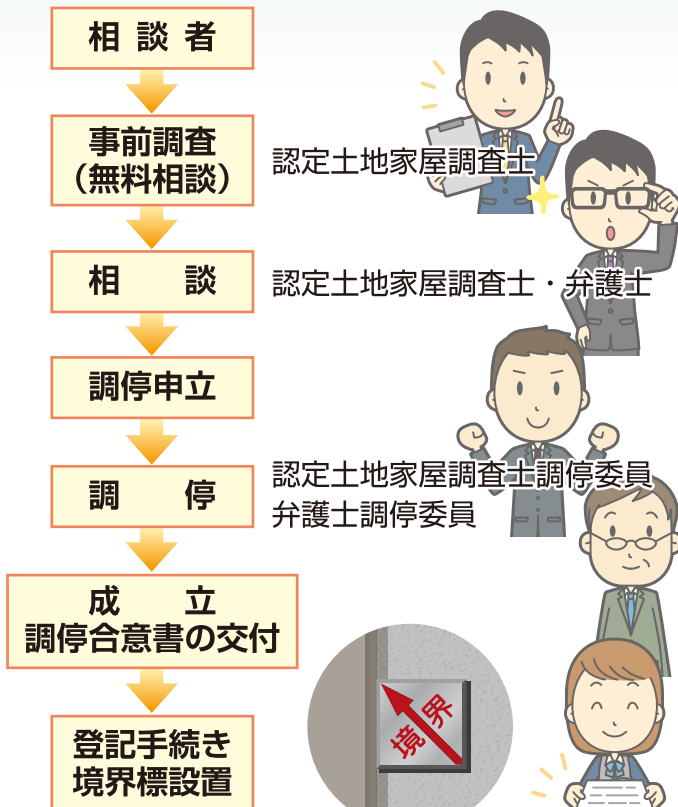 相談者
事前調査
（無料相談）
認定土地家屋調査士
相談
認定土地家屋調査士・弁護士
調停申立
調停
認定土地家屋調査士調停委員
弁護士調停委員
成立
調停合意書の交付
境界
登記手続き
境界標設置